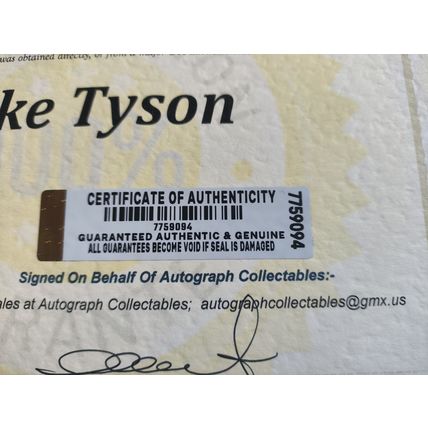 was obtained directly, or from a
ke Tyson
100%
CERTIFICATE OF AUTHENTICITY
7759094
GUARANTEED AUTHENTIC & GENUINE
ALL GUARANTEES BECOME VOID IF SEAL IS DAMAGED
7759094
Signed On Behalf Of Autograph Collectables:-
ales at Autograph Collectables; autographcollectables@gmx.us